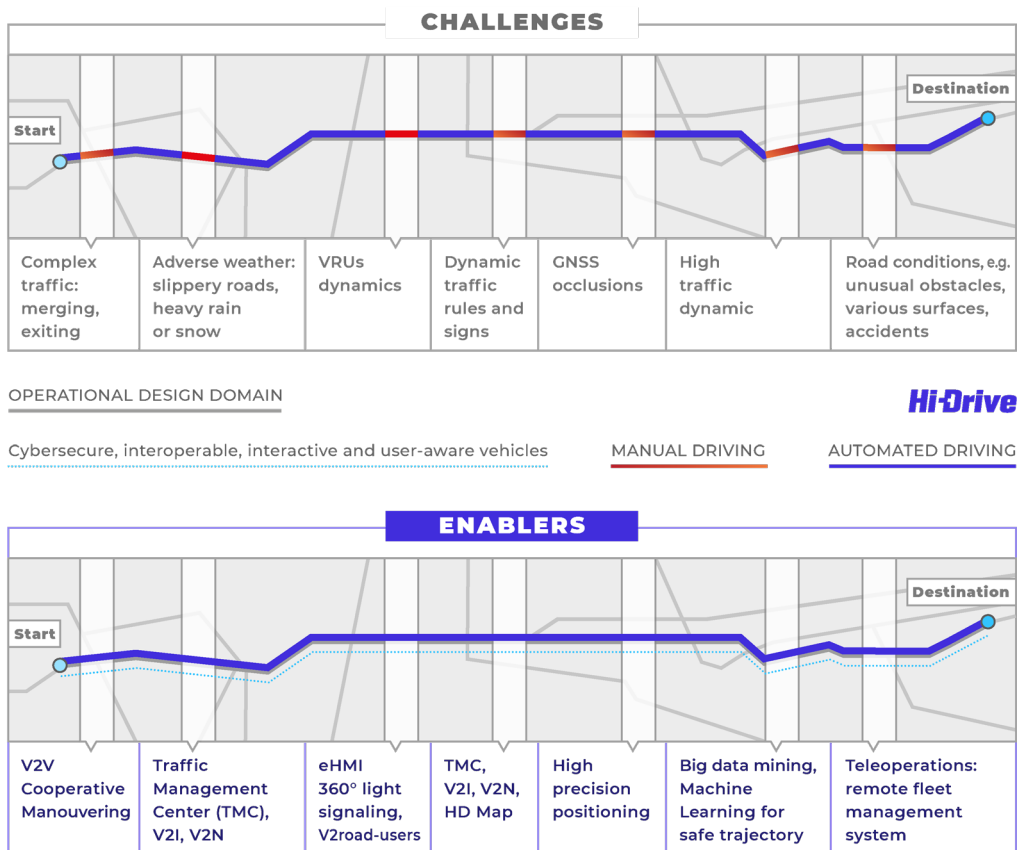 CHALLENGES
Destination
Start
Complex
traffic:
merging,
exiting
Adverse weather:
slippery roads,
heavy rain
or snow
VRUs
dynamics
Dynamic
traffic
rules and
signs
GNSS
occlusions
High
traffic
dynamic
Road conditions, e.g.
unusual obstacles,
various surfaces,
accidents
OPERATIONAL DESIGN DOMAIN
Hi-Drive
Cybersecure, interoperable, interactive and user-aware vehicles
MANUAL DRIVING
AUTOMATED DRIVING
ENABLERS
Destination
Start
V2V
Cooperative
Manouvering
Traffic
Management
Center (TMC),
V2I, V2N
eHMI
360° light
signaling,
V2road-users
TMC,
V2I, V2N,
HD Map
High
precision
positioning
Big data mining,
Machine
Learning for
safe trajectory
Teleoperations:
remote fleet
management
system